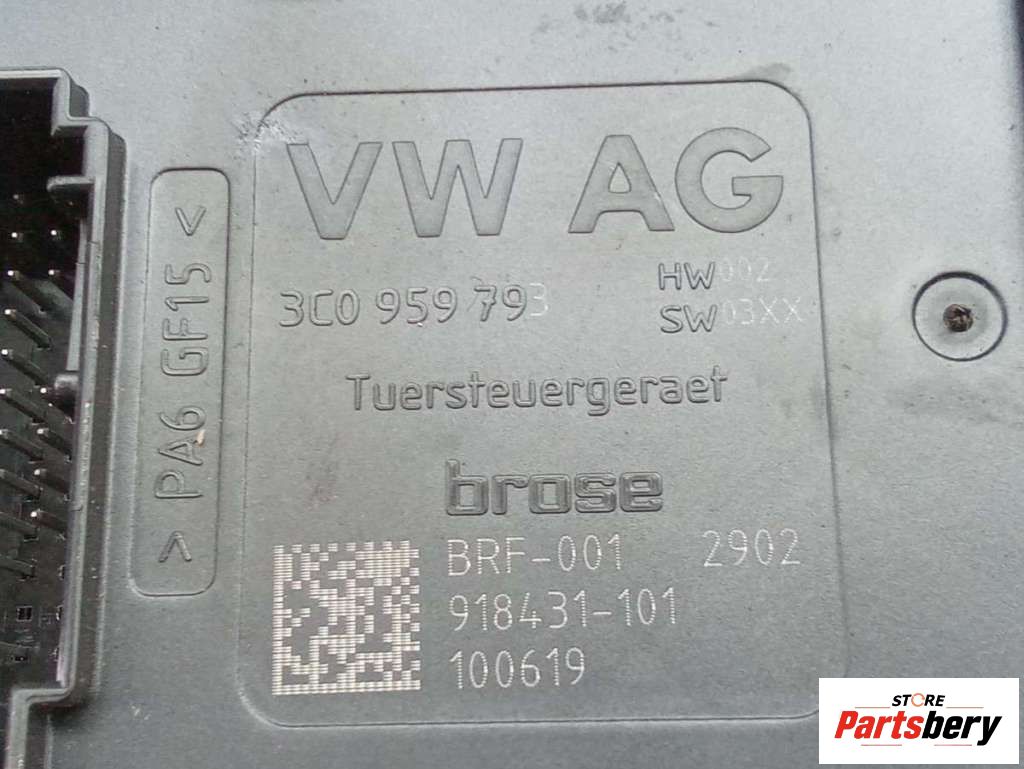 VW AG
3C0 959 793
HW002
SW03XX
Tuersteuergeraet
brose
BRF-001 2902
918431-101
100619
> PA6 GF15 <
STORE
Partsbery